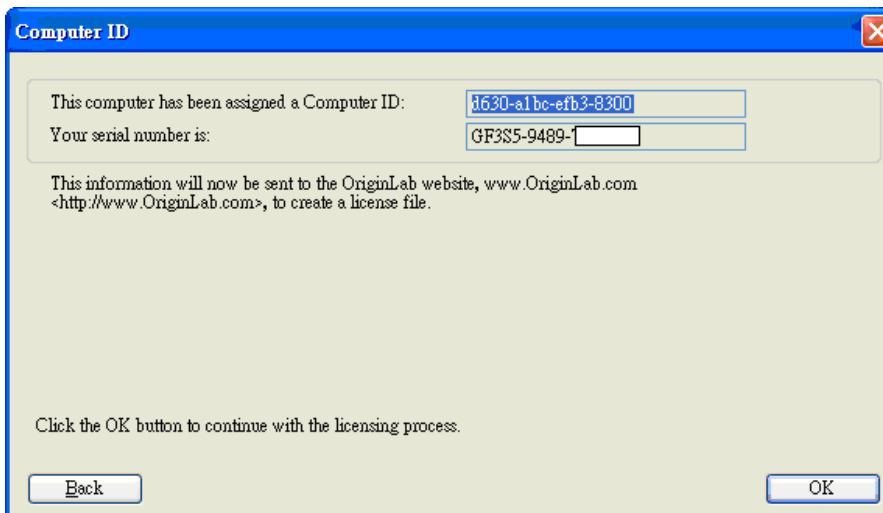 Computer ID
This computer has been assigned a Computer ID: d630-a1bc-efb3-8300
Your serial number is: GF3S5-9489-
This information will now be sent to the OriginLab website, www.OriginLab.com
<http://www.OriginLab.com>, to create a license file.
Click the OK button to continue with the licensing process.
Back OK